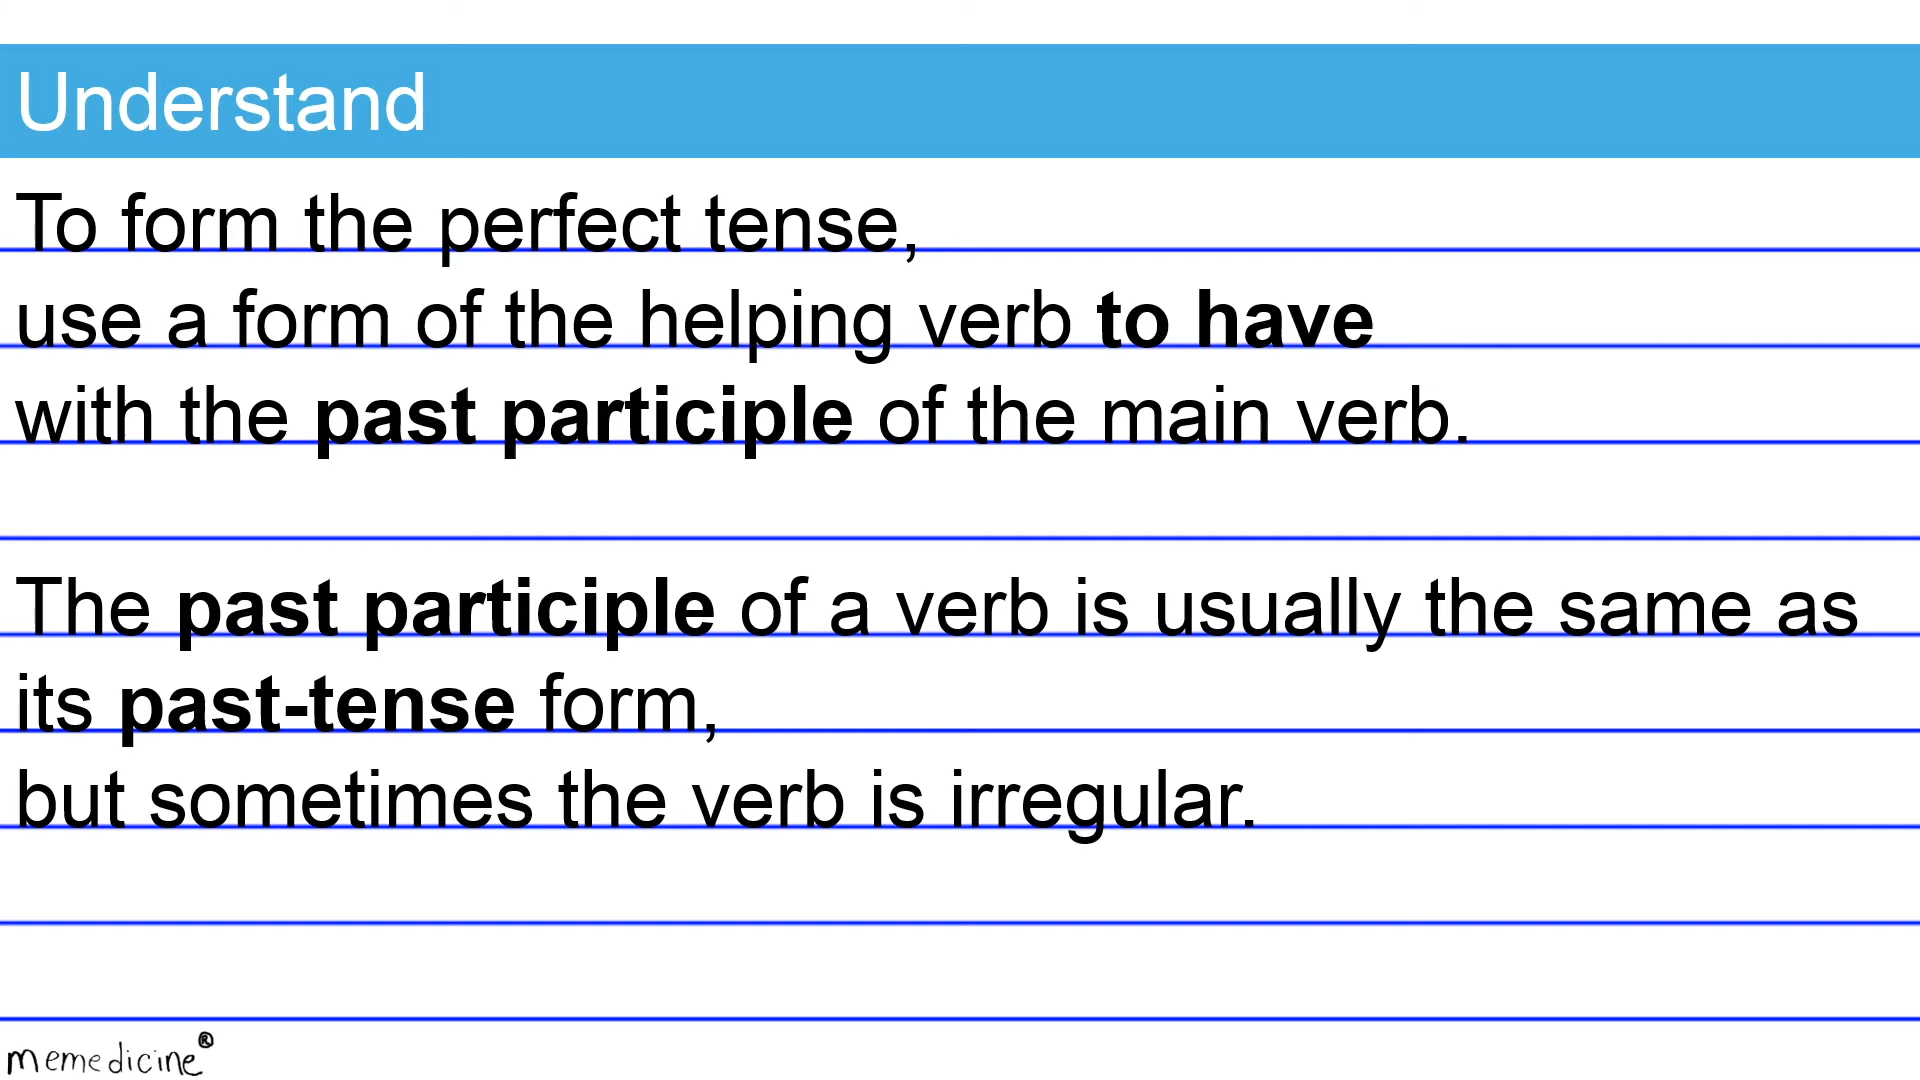 Understand
To form the perfect tense,
use a form of the helping verb to have
with the past participle of the main verb.
The past participle of a verb is usually the same as
its past-tense form,
but sometimes the verb is irregular.
memedicine®